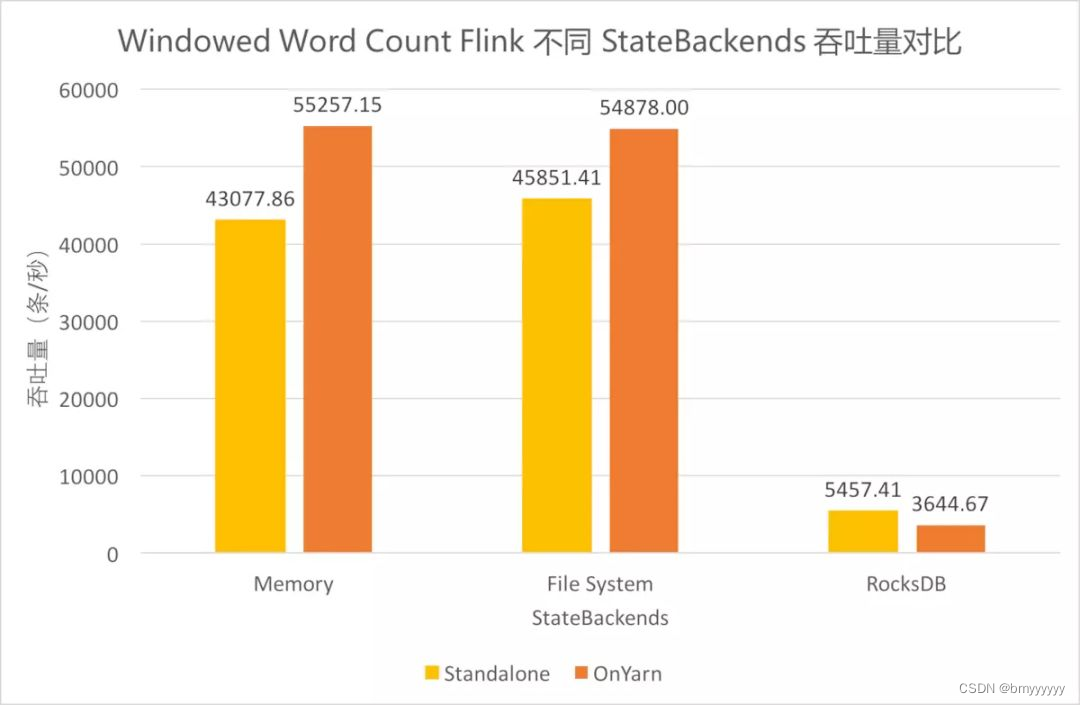 Windowed Word Count Flink 不同 StateBackends 吞吐量对比
60000
50000
40000
30000
20000
10000
0
吞吐量（条/秒）
43077.86
55257.15
45851.41
54878.00
5457.41
3644.67
Memory
File System
RocksDB
StateBackends
Standalone
OnYarn
CSDN @bmyyyyyy